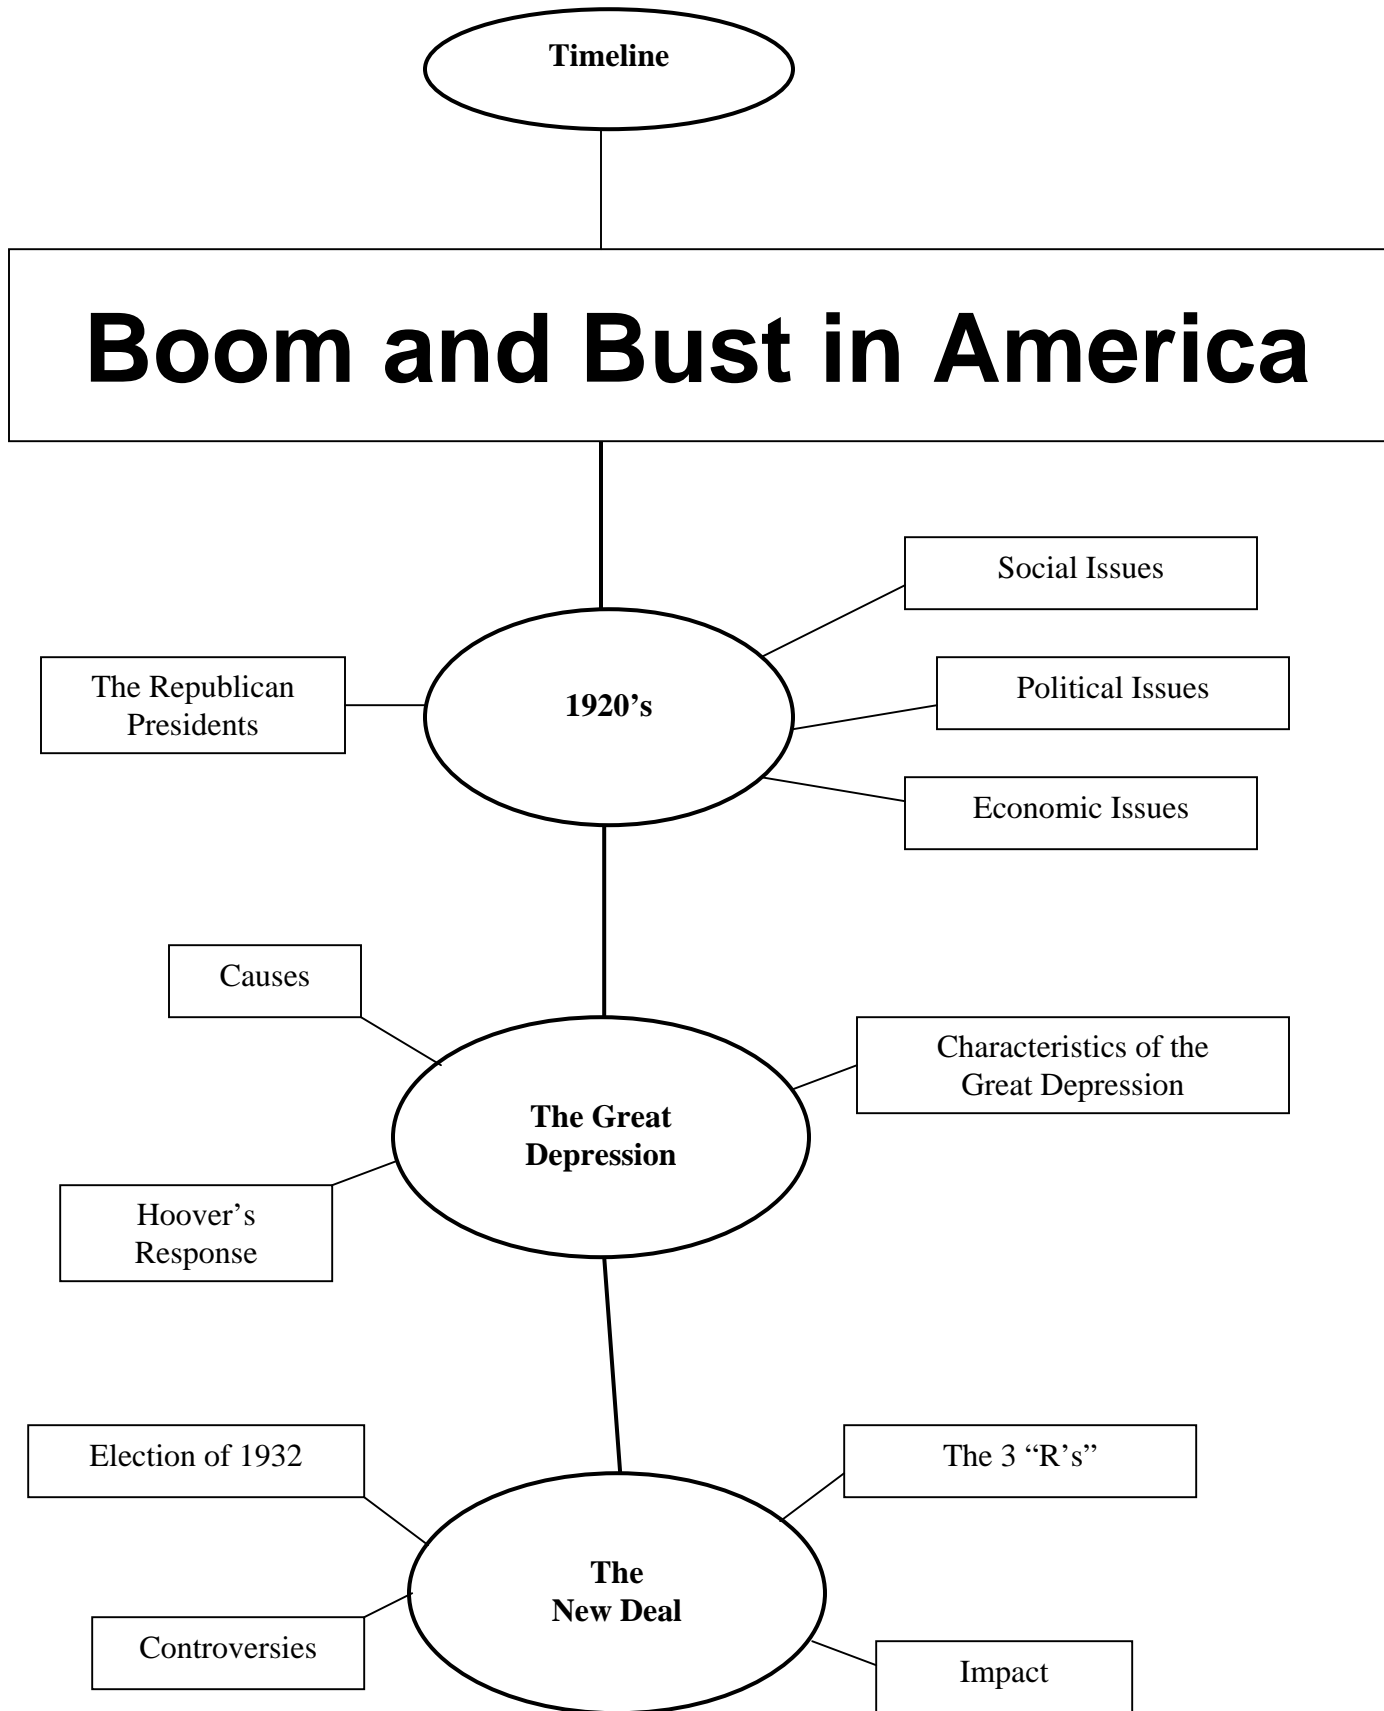 Timeline
Boom and Bust in America
Social Issues
The Republican
Presidents
1920’s
Political Issues
Economic Issues
Causes
Characteristics of the
Great Depression
The Great
Depression
Hoover’s
Response
Election of 1932
The 3 “R’s”
The
New Deal
Controversies
Impact